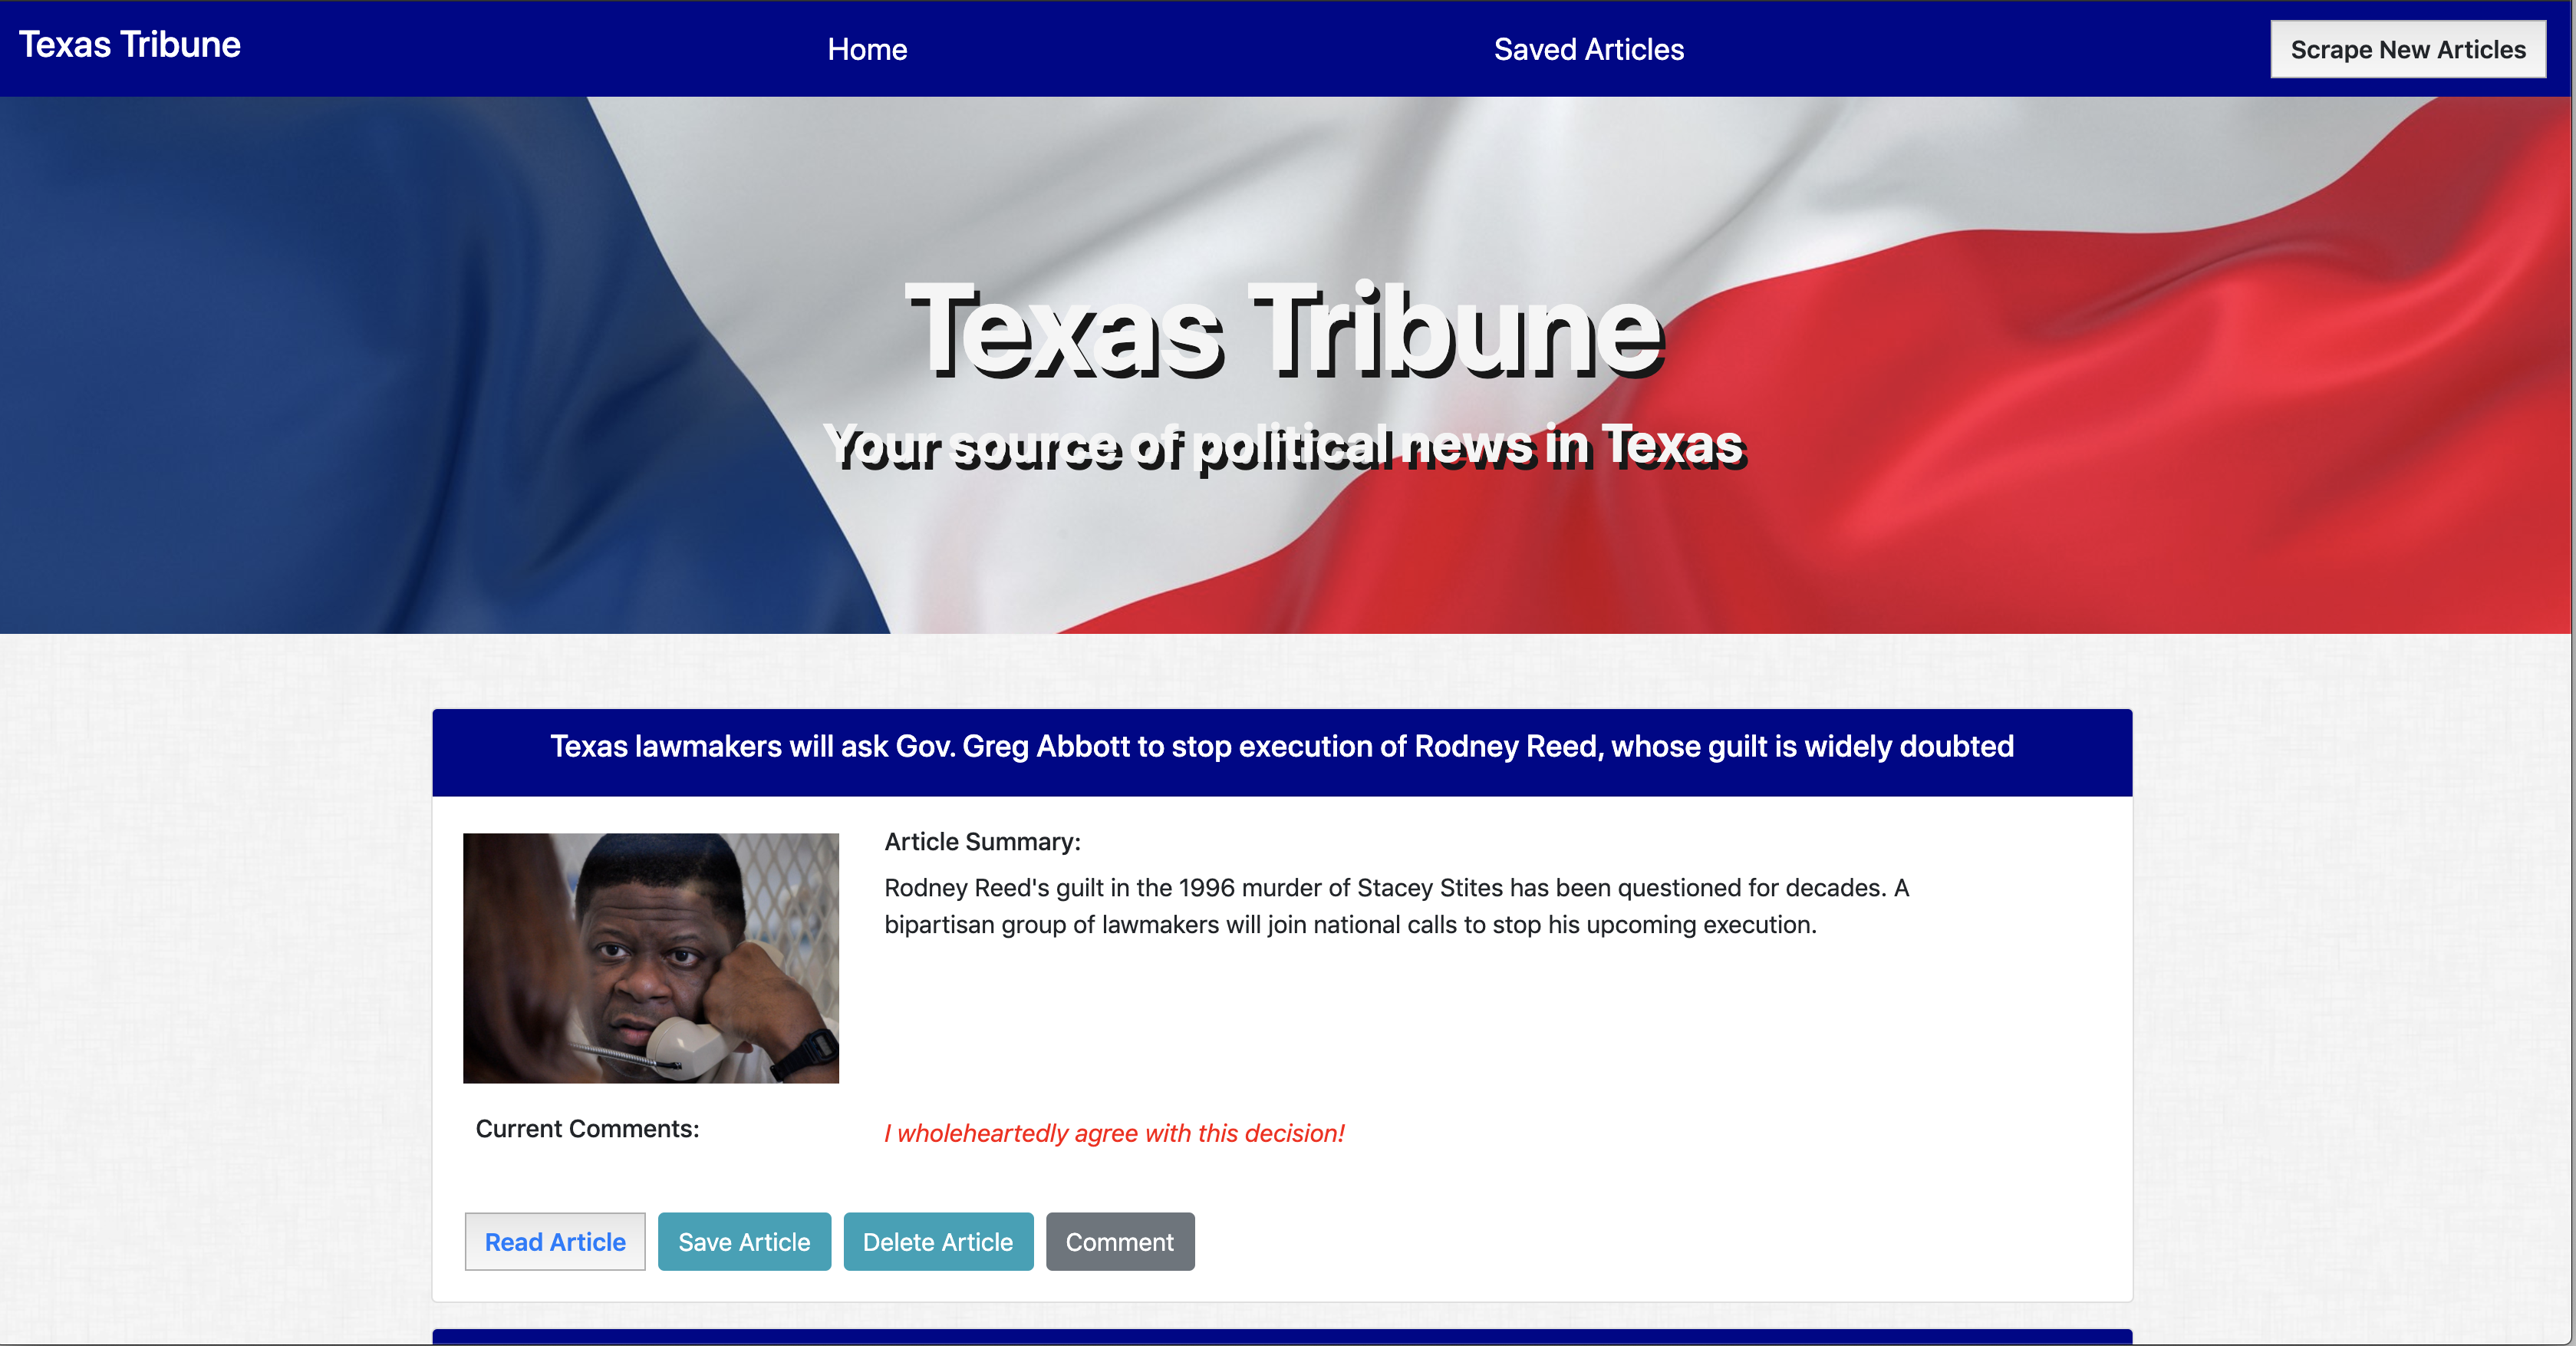 Texas Tribune
Home
Saved Articles
Scrape New Articles
Texas Tribune
Your source of political news in Texas
Texas lawmakers will ask Gov. Greg Abbott to stop execution of Rodney Reed, whose guilt is widely doubted
Article Summary:
Rodney Reed's guilt in the 1996 murder of Stacey Stites has been questioned for decades. A
bipartisan group of lawmakers will join national calls to stop his upcoming execution.
Current Comments:
I wholeheartedly agree with this decision!
Read Article
Save Article
Delete Article
Comment